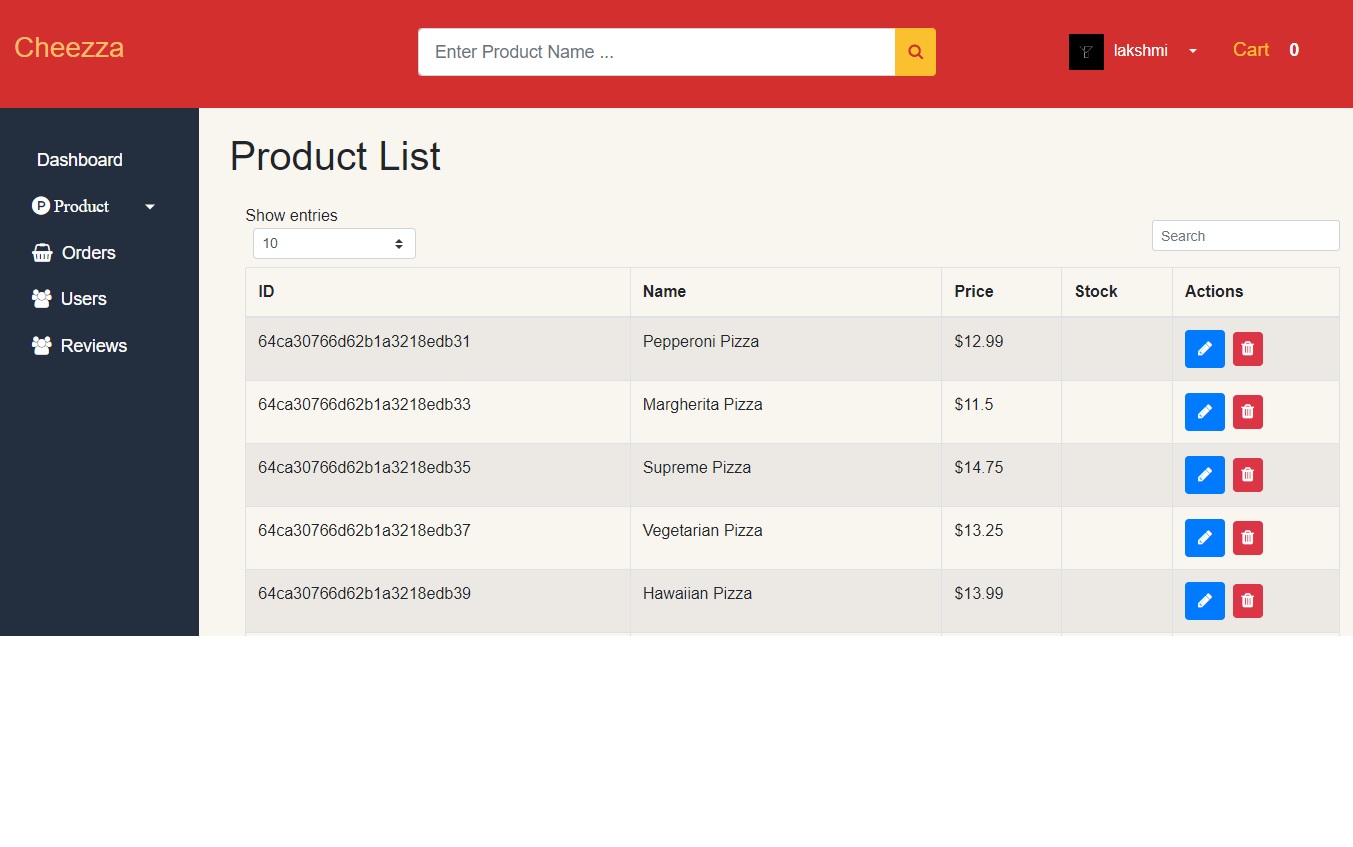 Cheezza
Enter Product Name ...
lakshmi
Cart 0
Dashboard
Product
Orders
Users
Reviews
Product List
Show entries
10
Search
ID Name Price Stock Actions
64ca30766d62b1a3218edb31 Pepperoni Pizza $12.99
64ca30766d62b1a3218edb33 Margherita Pizza $11.5
64ca30766d62b1a3218edb35 Supreme Pizza $14.75
64ca30766d62b1a3218edb37 Vegetarian Pizza $13.25
64ca30766d62b1a3218edb39 Hawaiian Pizza $13.99